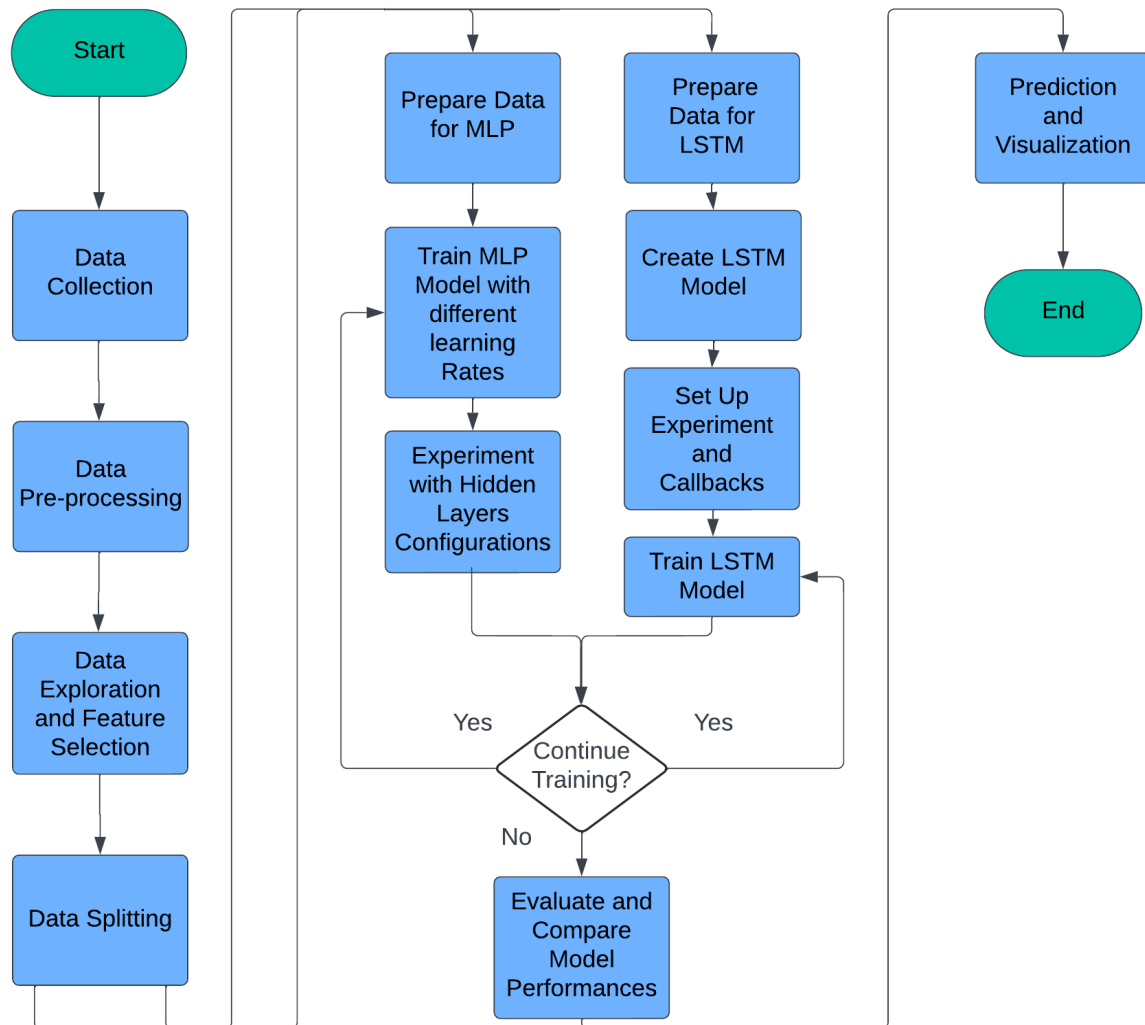 Start
Data
Collection
Data
Pre-processing
Data
Exploration
and Feature
Selection
Data Splitting
Prepare Data
for MLP
Train MLP
Model with
different
learning
Rates
Experiment
with Hidden
Layers
Configurations
Prepare
Data for
LSTM
Create LSTM
Model
Set Up
Experiment
and
Callbacks
Train LSTM
Model
Yes
Continue
Training?
Yes
No
Evaluate and
Compare
Model
Performances
Prediction
and
Visualization
End